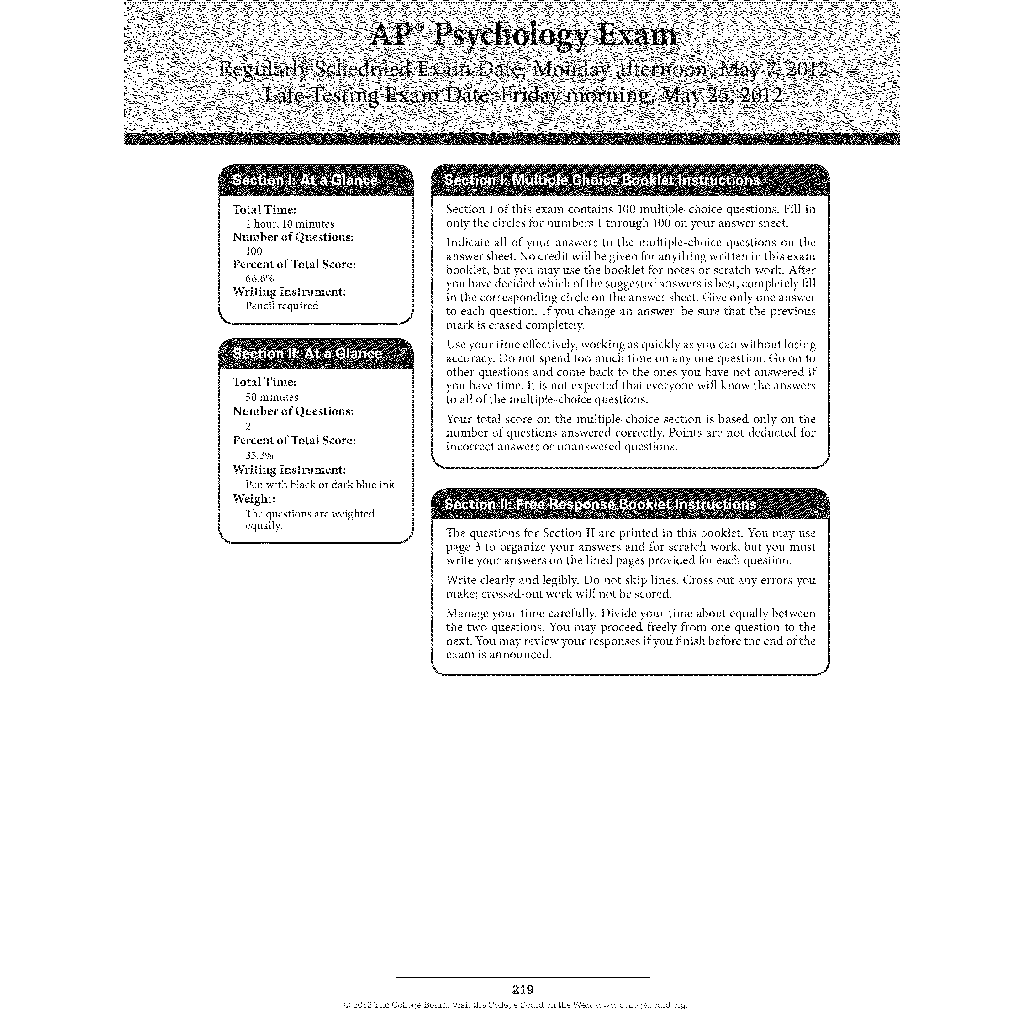 AP® Psychology Exam
Regularly Scheduled Exam Date: Monday afternoon, May 7, 2012
Late-Testing Exam Date: Friday morning, May 25, 2012
Section I: At a Glance
Total Time:
1 hour, 10 minutes
Number of Questions:
100
Percent of Total Score:
66.6%
Writing Instrument:
Pencil required
Section II: At a Glance
Total Time:
50 minutes
Number of Questions:
2
Percent of Total Score:
33.3%
Writing Instrument:
Pen with black or dark blue ink
Weight:
The questions are weighted
equally.
Section I: Multiple Choice Booklet Instructions
Section I of this exam contains 100 multiple-choice questions. Fill in
only the circles for numbers 1 through 100 on your answer sheet.
Indicate all of your answers to the multiple-choice questions on the
answer sheet. No credit will be given for anything written in this exam
booklet, but you may use the booklet for notes or scratch work. After
you have decided which of the suggested answers is best, completely fill
in the corresponding circle on the answer sheet. Give only one answer
to each question. If you change an answer, be sure that the previous
mark is erased completely.
Use your time effectively, working as quickly as you can without losing
accuracy. Do not spend too much time on any one question. Go on to
other questions and come back to the ones you have not answered if
you have time. It is not expected that everyone will know the answers
to all of the multiple-choice questions.
Your total score on the multiple-choice section is based only on the
number of questions answered correctly. Points are not deducted for
incorrect answers or unanswered questions.
Section II: Free Response Booklet Instructions
The questions for Section II are printed in this booklet. You may use
page 3 to organize your answers and for scratch work, but you must
write your answers on the lined pages provided for each question.
Write clearly and legibly. Do not skip lines. Cross out any errors you
make; crossed-out work will not be scored.
Manage your time carefully. Divide your time about equally between
the two questions. You may proceed freely from one question to the
next. You may review your responses if you finish before the end of the
exam is announced.
219
© 2012 The College Board. Visit the College Board on the Web: www.collegeboard.org.